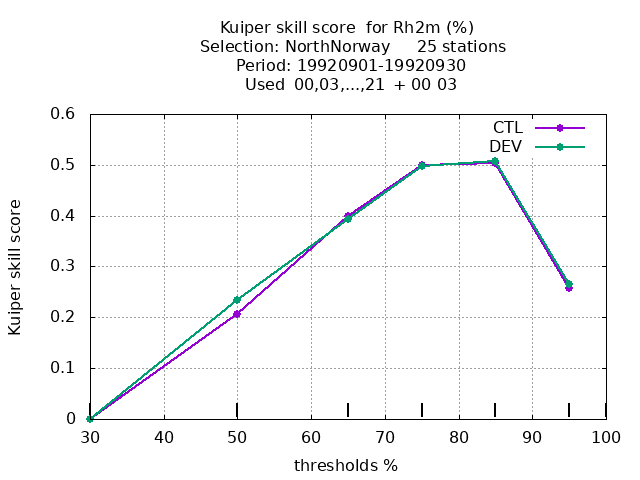 Kuiper skill score  for Rh2m (%)
Selection: NorthNorway     25 stations
Period: 19920901-19920930
Used  00,03,...,21  + 00 03
CTL
DEV
Kuiper skill score
0.6
0.5
0.4
0.3
0.2
0.1
0
30 40 50 60 70 80 90 100
thresholds %